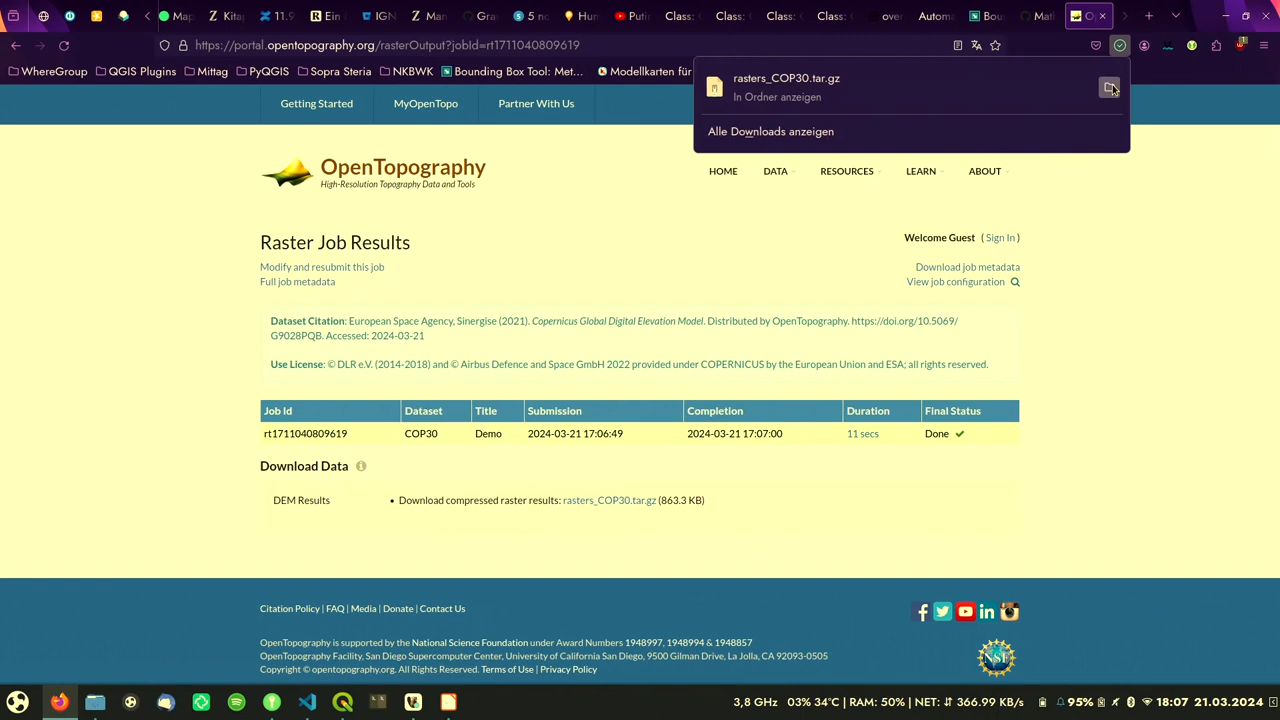 https://portal.opentopography.org/rasterOutput?jobId=rt1711040809619
WhereGroup
QGIS Plugins
Mittag
PyQGIS
Sopra Steria
NKBWK
Bounding Box Tool: Met…
Modellkarten für
rasters_COP30.tar.gz
In Ordner anzeigen
Alle Downloads anzeigen
Getting Started
MyOpenTopo
Partner With Us
OpenTopography
High-Resolution Topography Data and Tools
HOME
DATA
RESOURCES
LEARN
ABOUT
Raster Job Results
Welcome Guest ( Sign In )
Modify and resubmit this job
Download job metadata
Full job metadata
View job configuration
Dataset Citation: European Space Agency, Sinergise (2021). Copernicus Global Digital Elevation Model. Distributed by OpenTopography. https://doi.org/10.5069/
G9028PQB. Accessed: 2024-03-21
Use License: © DLR e.V. (2014-2018) and © Airbus Defence and Space GmbH 2022 provided under COPERNICUS by the European Union and ESA; all rights reserved.
Job Id Dataset Title Submission Completion Duration Final Status
rt1711040809619 COP30 Demo 2024-03-21 17:06:49 2024-03-21 17:07:00 11 secs Done
Download Data
DEM Results • Download compressed raster results: rasters_COP30.tar.gz (863.3 KB)
Citation Policy | FAQ | Media | Donate | Contact Us
OpenTopography is supported by the National Science Foundation under Award Numbers 1948997, 1948994 & 1948857
OpenTopography Facility, San Diego Supercomputer Center, University of California San Diego, 9500 Gilman Drive, La Jolla, CA 92093-0505
Copyright © opentopography.org. All Rights Reserved. Terms of Use | Privacy Policy
NSF
3,8 GHz 03% 34°C | RAM: 50% | NET: 366.99 KB/s 95% 18:07 21.03.2024